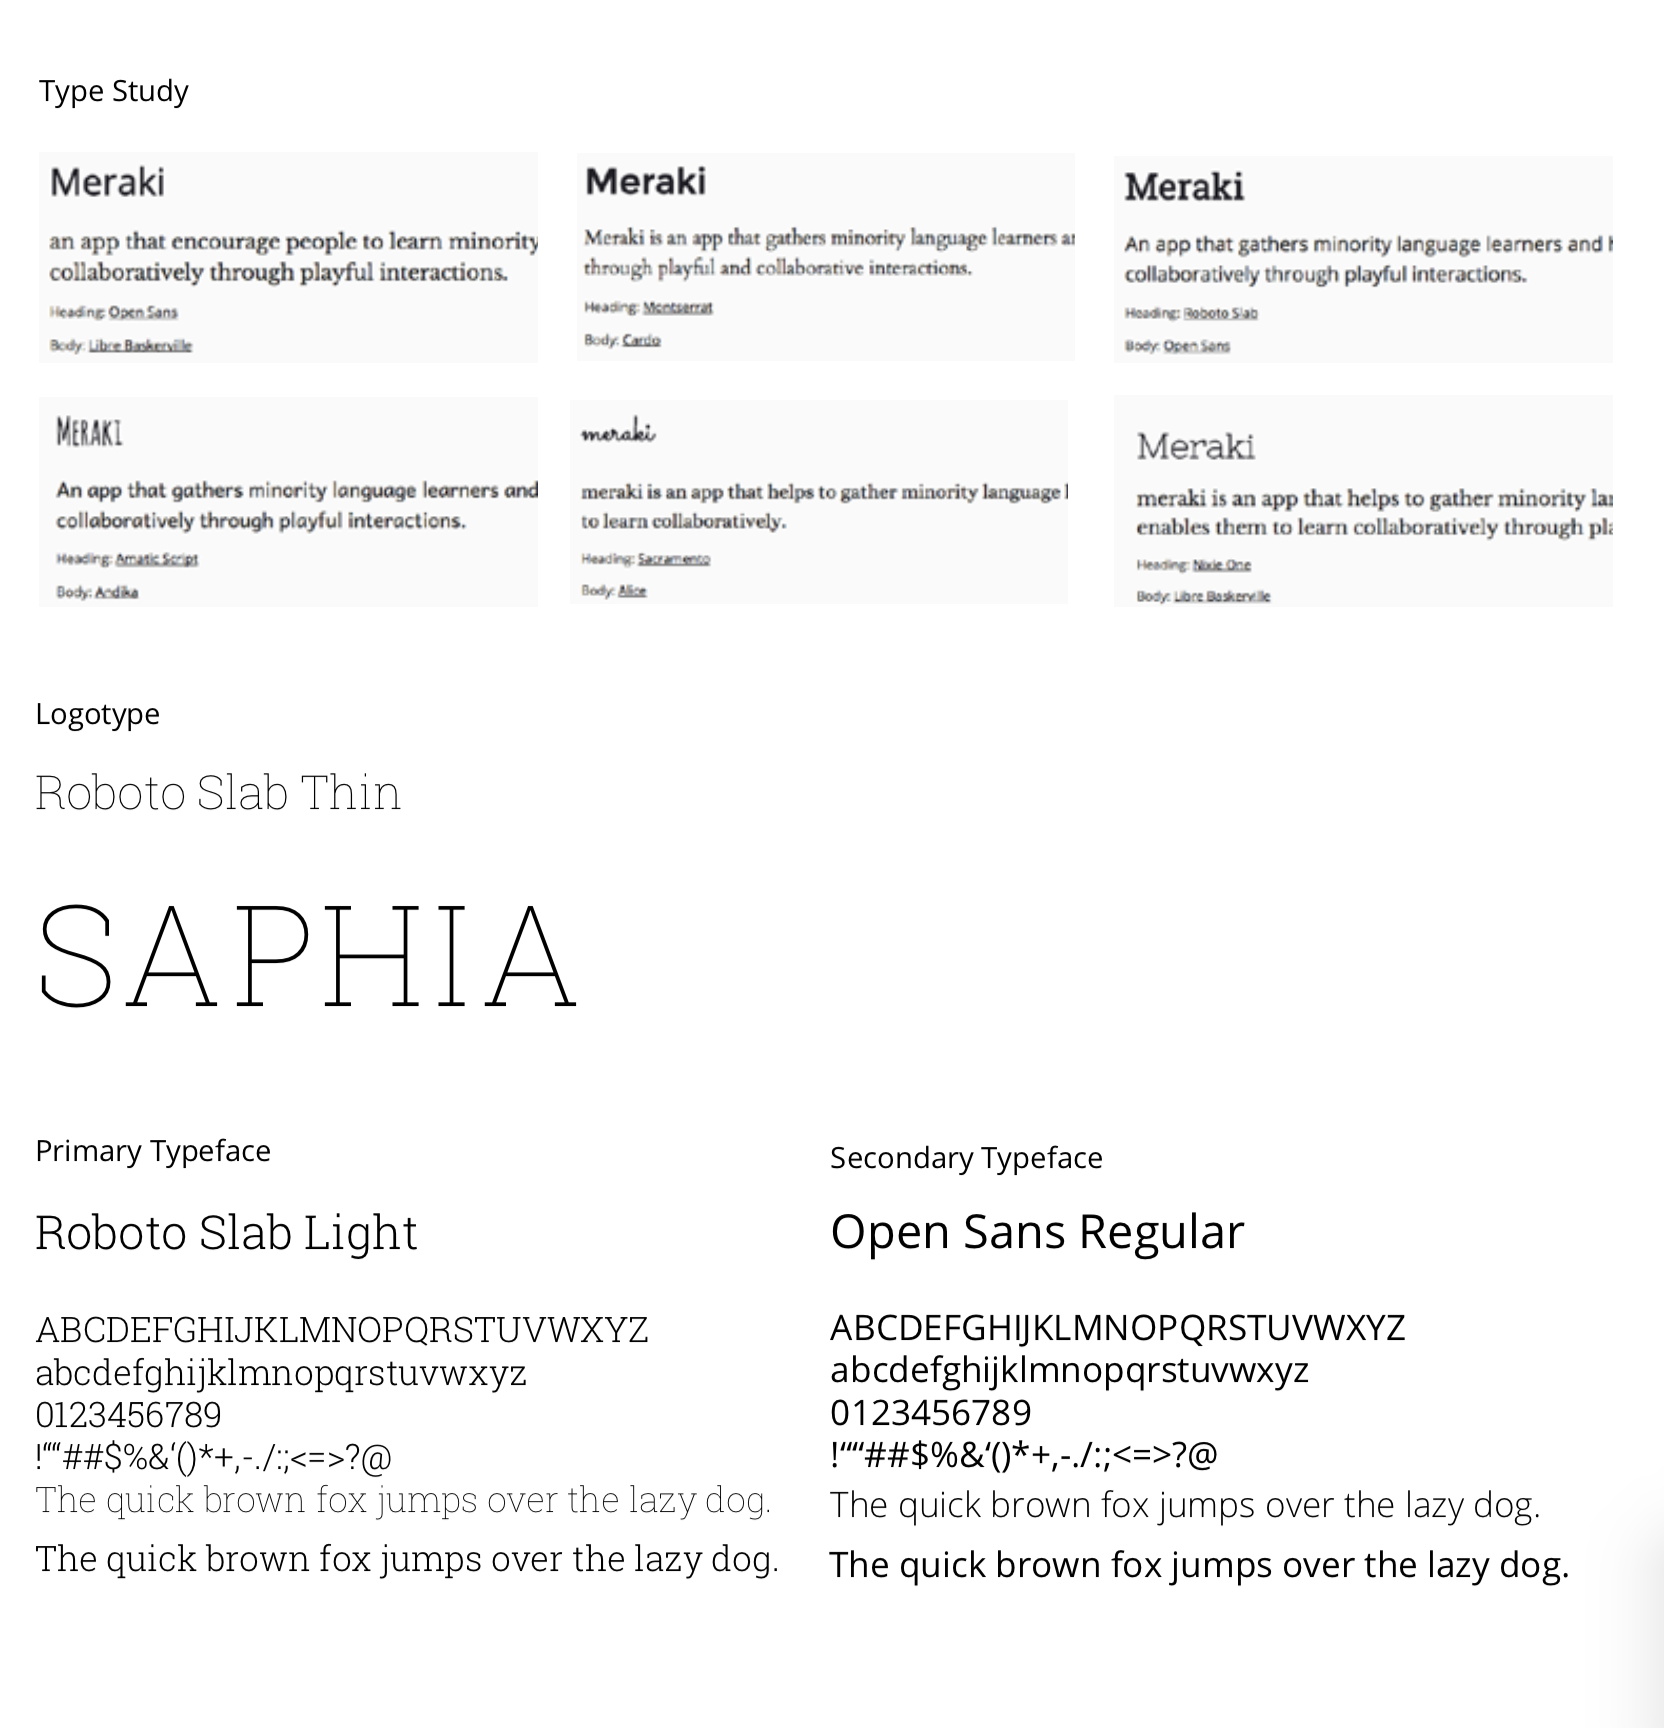 Type Study
Meraki
an app that encourage people to learn minority
collaboratively through playful interactions.
Heading: Open Sans
Body: Libre Baskerville
Meraki
Meraki is an app that gathers minority language learners
through playful and collaborative interactions.
Heading: Montserrat
Body: Cardo
Meraki
An app that gathers minority language learners and
collaboratively through playful interactions.
Heading: Roboto Slab
Body: Open Sans
MERAKI
An app that gathers minority language learners and
collaboratively through playful interactions.
Heading: Amatic Script
Body: Andika
meraki
meraki is an app that helps to gather minority language
to learn collaboratively.
Heading: Sacramento
Body: Alice
Meraki
meraki is an app that helps to gather minority
enables them to learn collaboratively through
Heading: Nixie One
Body: Libre Baskerville
Logotype
Roboto Slab Thin
SAPHIA
Primary Typeface
Roboto Slab Light
ABCDEFGHIJKLMNOPQRSTUVWXYZ
abcdefghijklmnopqrstuvwxyz
0123456789
!““##$%&‘()*+,-./:;<=>?@
The quick brown fox jumps over the lazy dog.
The quick brown fox jumps over the lazy dog.
Secondary Typeface
Open Sans Regular
ABCDEFGHIJKLMNOPQRSTUVWXYZ
abcdefghijklmnopqrstuvwxyz
0123456789
!““##$%&‘()*+,-./:;<=>?@
The quick brown fox jumps over the lazy dog.
The quick brown fox jumps over the lazy dog.